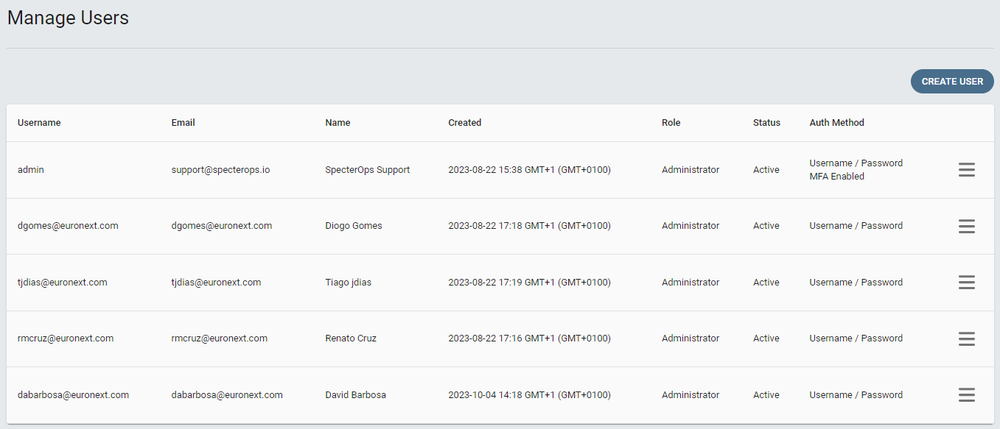 Manage Users
CREATE USER
Username Email Name Created Role Status Auth Method
admin support@specterops.io SpecterOps Support 2023-08-22 15:38 GMT+1 (GMT+0100) Administrator Active Username / Password
MFA Enabled
dgomes@euronext.com dgomes@euronext.com Diogo Gomes 2023-08-22 17:18 GMT+1 (GMT+0100) Administrator Active Username / Password
tjdias@euronext.com tjdias@euronext.com Tiago jdias 2023-08-22 17:19 GMT+1 (GMT+0100) Administrator Active Username / Password
rmcruz@euronext.com rmcruz@euronext.com Renato Cruz 2023-08-22 17:16 GMT+1 (GMT+0100) Administrator Active Username / Password
dabarbosa@euronext.com dabarbosa@euronext.com David Barbosa 2023-10-04 14:18 GMT+1 (GMT+0100) Administrator Active Username / Password